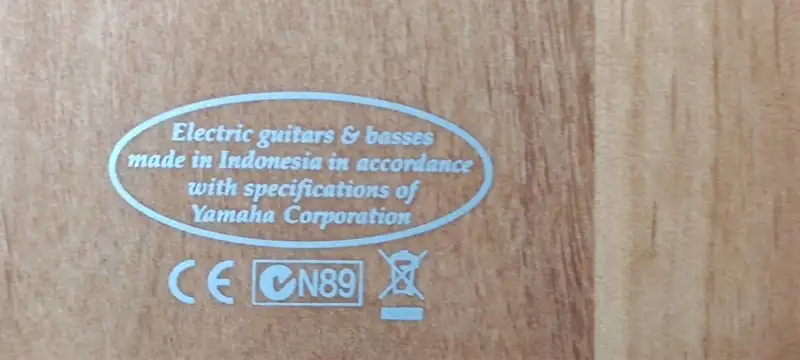 Electric guitars & basses
made in Indonesia in accordance
with specifications of
Yamaha Corporation
CE N89